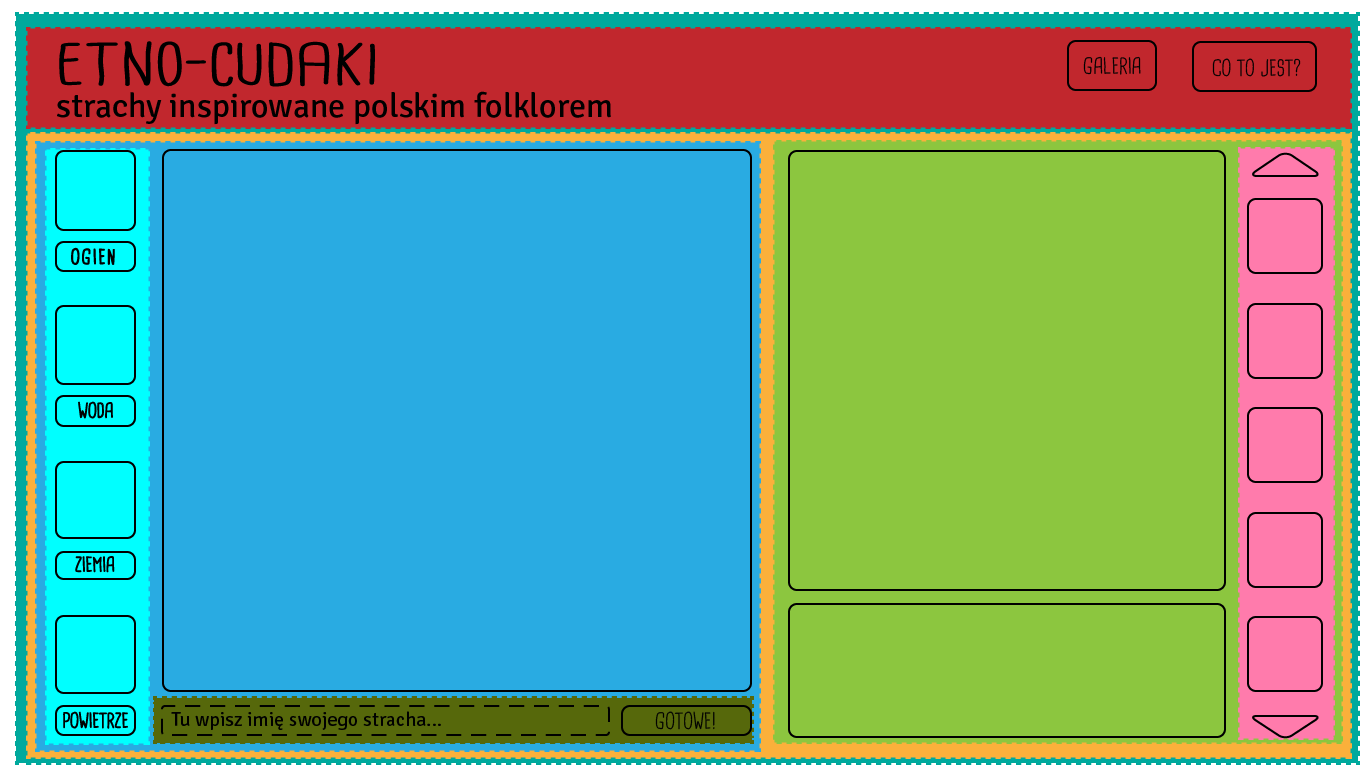 ETNO-CUDAKI
strachy inspirowane polskim folklorem
GALERIA
CO TO JEST?
OGIEN
WODA
ZIEMIA
POWIETRZE
Tu wpisz imię swojego stracha...
GOTOWE!